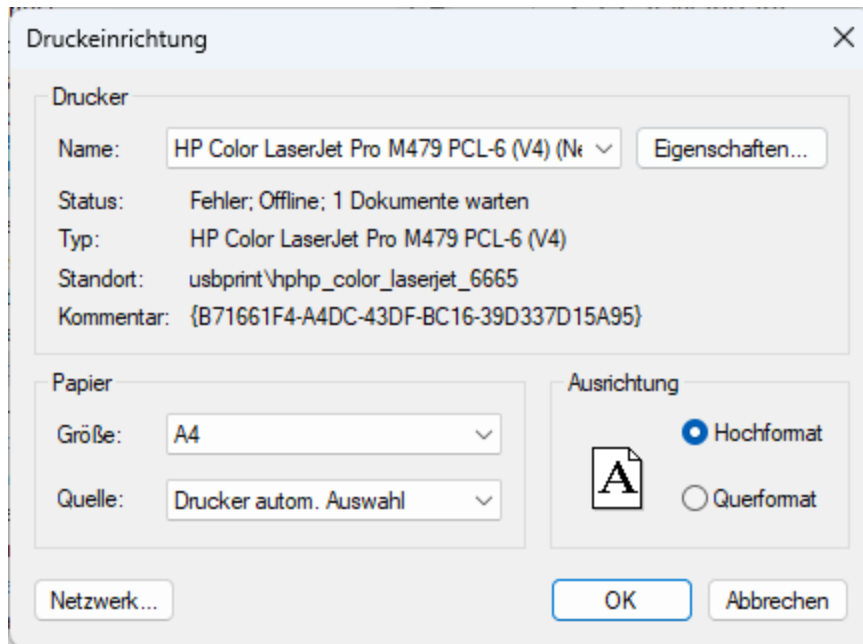 Druckeinrichtung
Drucker
Name: HP Color LaserJet Pro M479 PCL-6 (V4) (Ne Eigenschaften...
Status: Fehler; Offline; 1 Dokumente warten
Typ: HP Color LaserJet Pro M479 PCL-6 (V4)
Standort: usbprint\hphp_color_laserjet_6665
Kommentar: {B71661F4-A4DC-43DF-BC16-39D337D15A95}
Papier
Größe: A4
Quelle: Drucker autom. Auswahl
Ausrichtung
Hochformat
A
Querformat
Netzwerk... OK Abbrechen